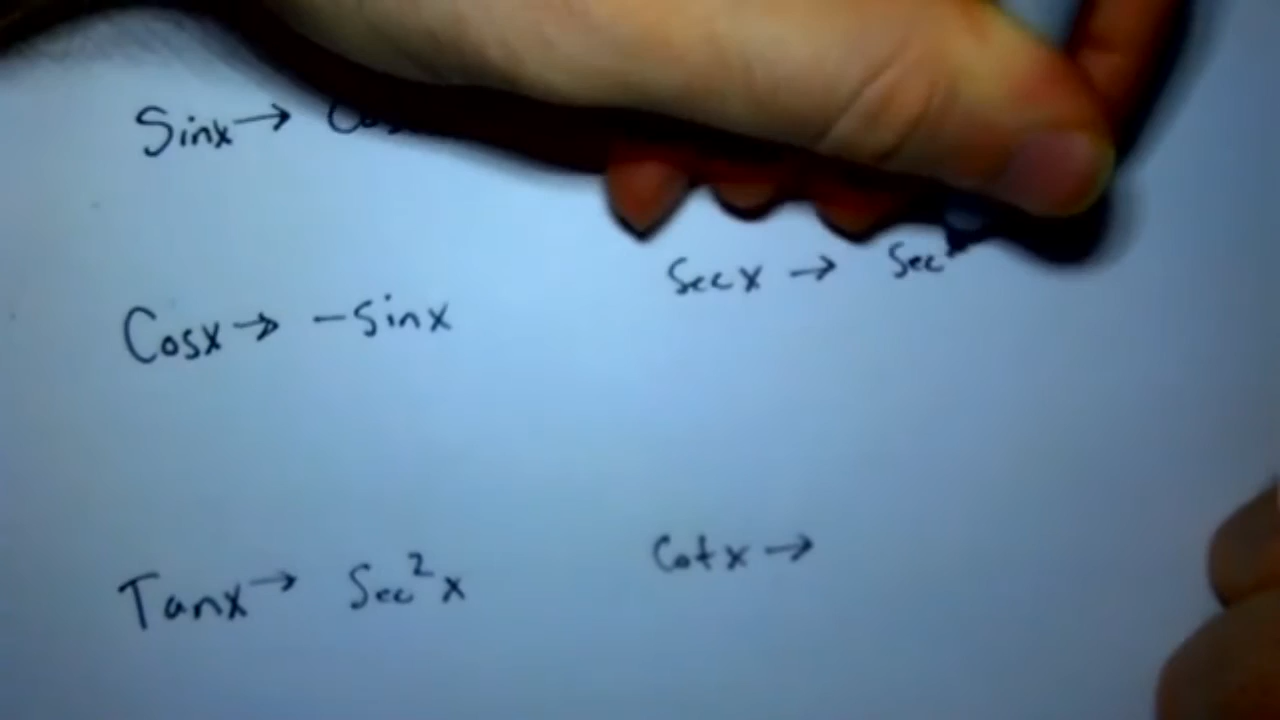 Sinx →
Secx → Sec
Cosx → -Sinx
Cotx →
Tanx → Sec²x